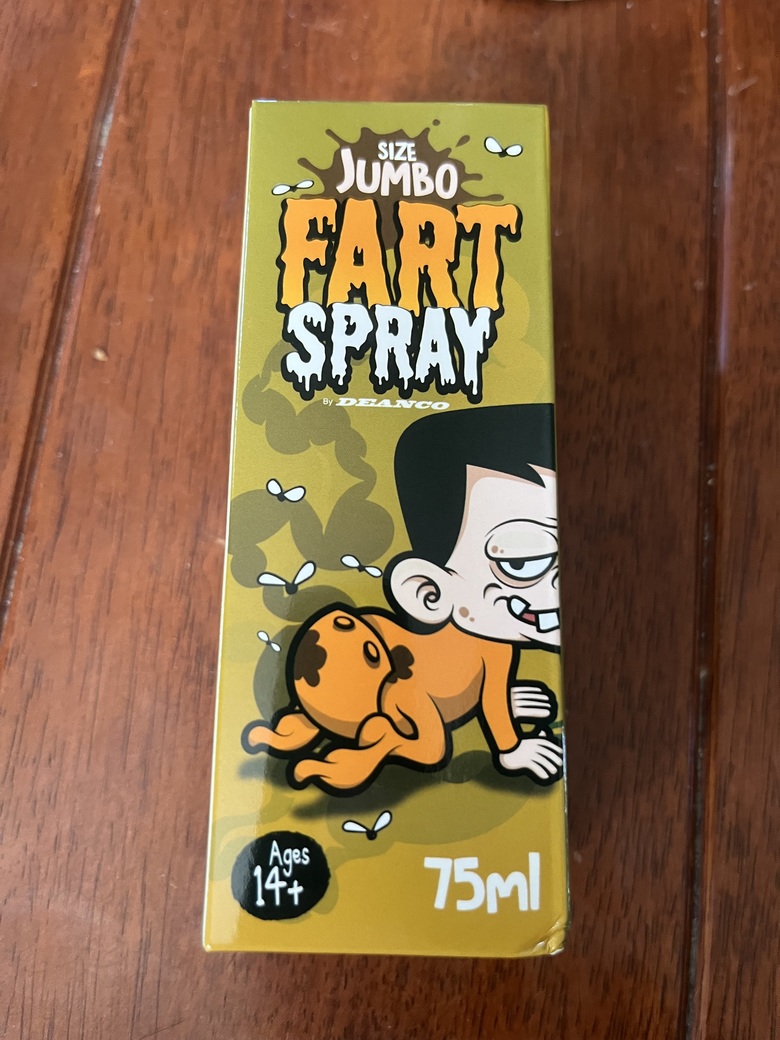 SIZE
JUMBO
FART
SPRAY
By DEANCO
Ages
14+
75ml